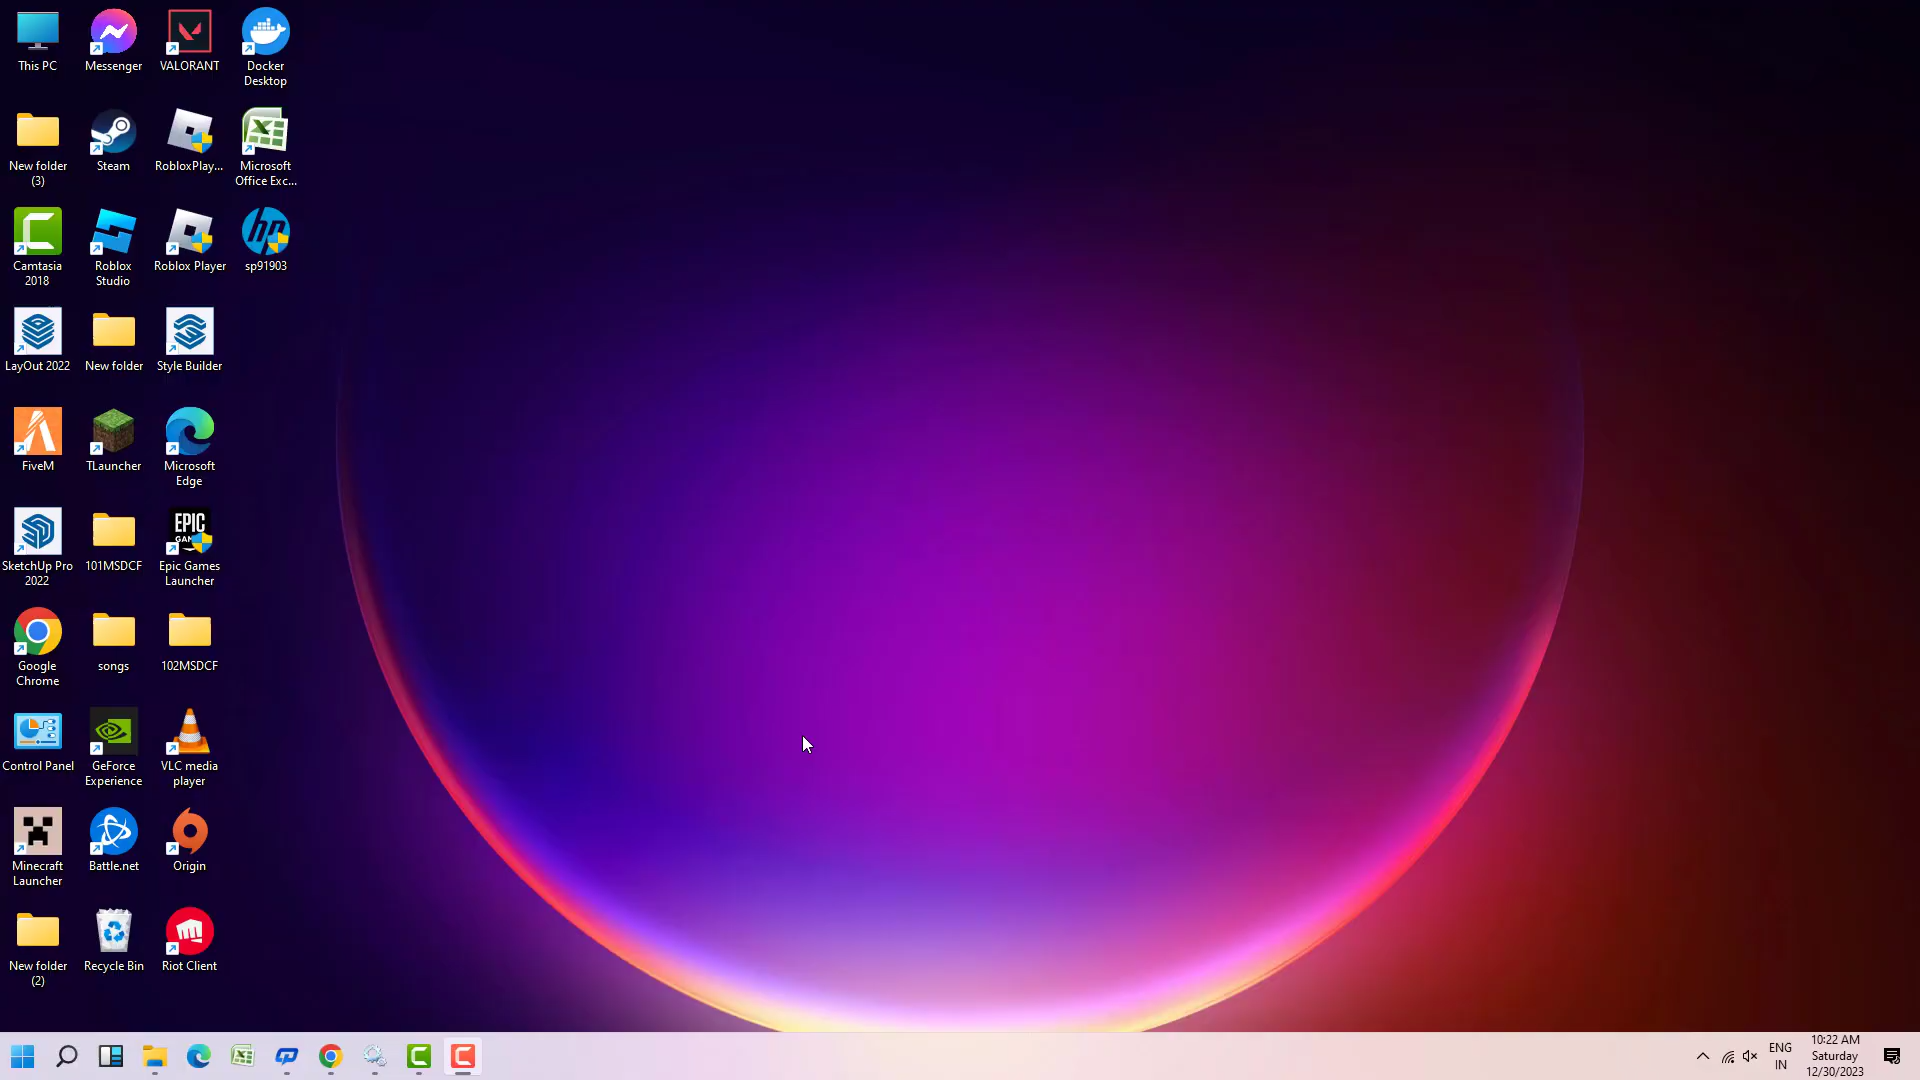 This PC
Messenger
VALORANT
Docker
Desktop
New folder
(3)
Steam
RobloxPlay...
Microsoft
Office Exc...
Camtasia
2018
Roblox
Studio
Roblox Player
hp
sp91903
LayOut 2022
New folder
Style Builder
FiveM
TLauncher
Microsoft
Edge
SketchUp Pro
2022
101MSDCF
EPIC
GAM
Epic Games
Launcher
Google
Chrome
songs
102MSDCF
Control Panel
GeForce
Experience
VLC media
player
Minecraft
Launcher
Battle.net
Origin
New folder
(2)
Recycle Bin
Riot Client
ENG
IN
10:22 AM
Saturday
12/30/2023